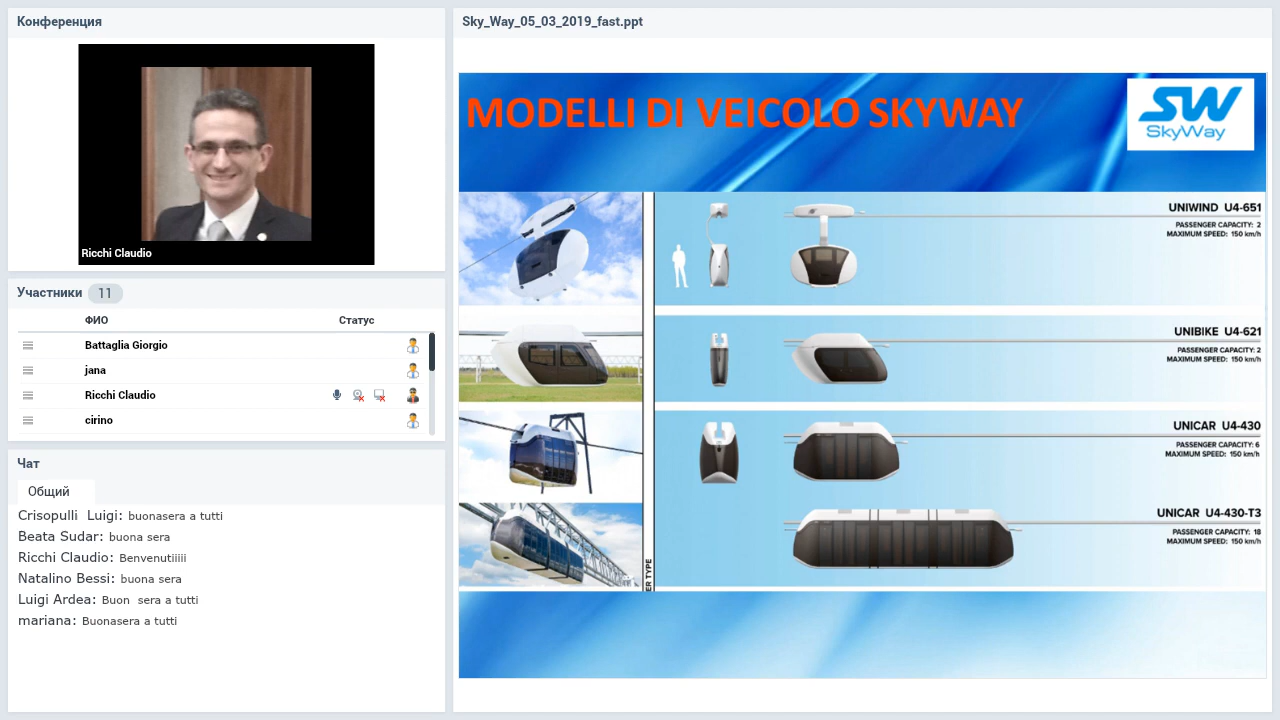 Конференция
Ricchi Claudio
Участники 11
ФИО Статус
Battaglia Giorgio
jana
Ricchi Claudio
cirino
Чат
Общий
Crisopulli Luigi: buonasera a tutti
Beata Sudar: buona sera
Ricchi Claudio: Benvenutiiiii
Natalino Bessi: buona sera
Luigi Ardea: Buon sera a tutti
mariana: Buonasera a tutti
Sky_Way_05_03_2019_fast.ppt
MODELLI DI VEICOLO SKYWAY
SW
SkyWay
UNIWIND U4-651
PASSENGER CAPACITY: 2
MAXIMUM SPEED: 150 km/h
UNIBIKE U4-621
PASSENGER CAPACITY: 2
MAXIMUM SPEED: 150 km/h
UNICAR U4-430
PASSENGER CAPACITY: 6
MAXIMUM SPEED: 150 km/h
UNICAR U4-430-T3
PASSENGER CAPACITY: 18
MAXIMUM SPEED: 150 km/h
ER TYPE